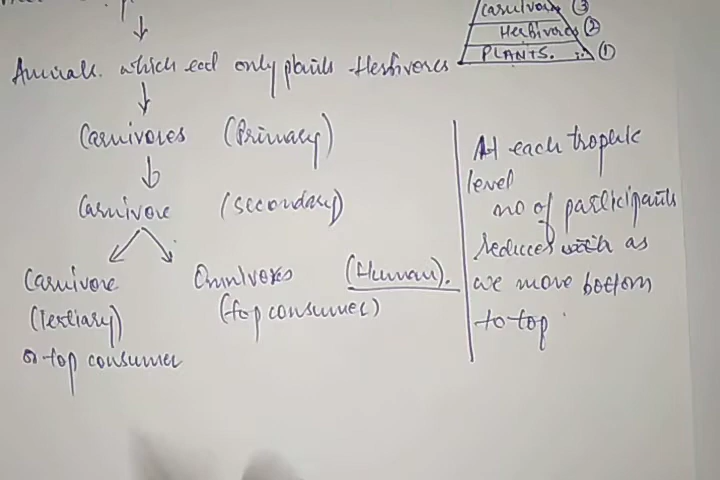 Carnivores ③
Herbivores ②
PLANTS. ①
Animals. which eat only plants Herbivores
Carnivores (Primary)
Carnivore (secondary)
Carnivore Omnivores (Human).
(Tertiary) (top consumer)
or top consumer
At each trophic
level
no of participants
reduces as
we move bottom
to top.